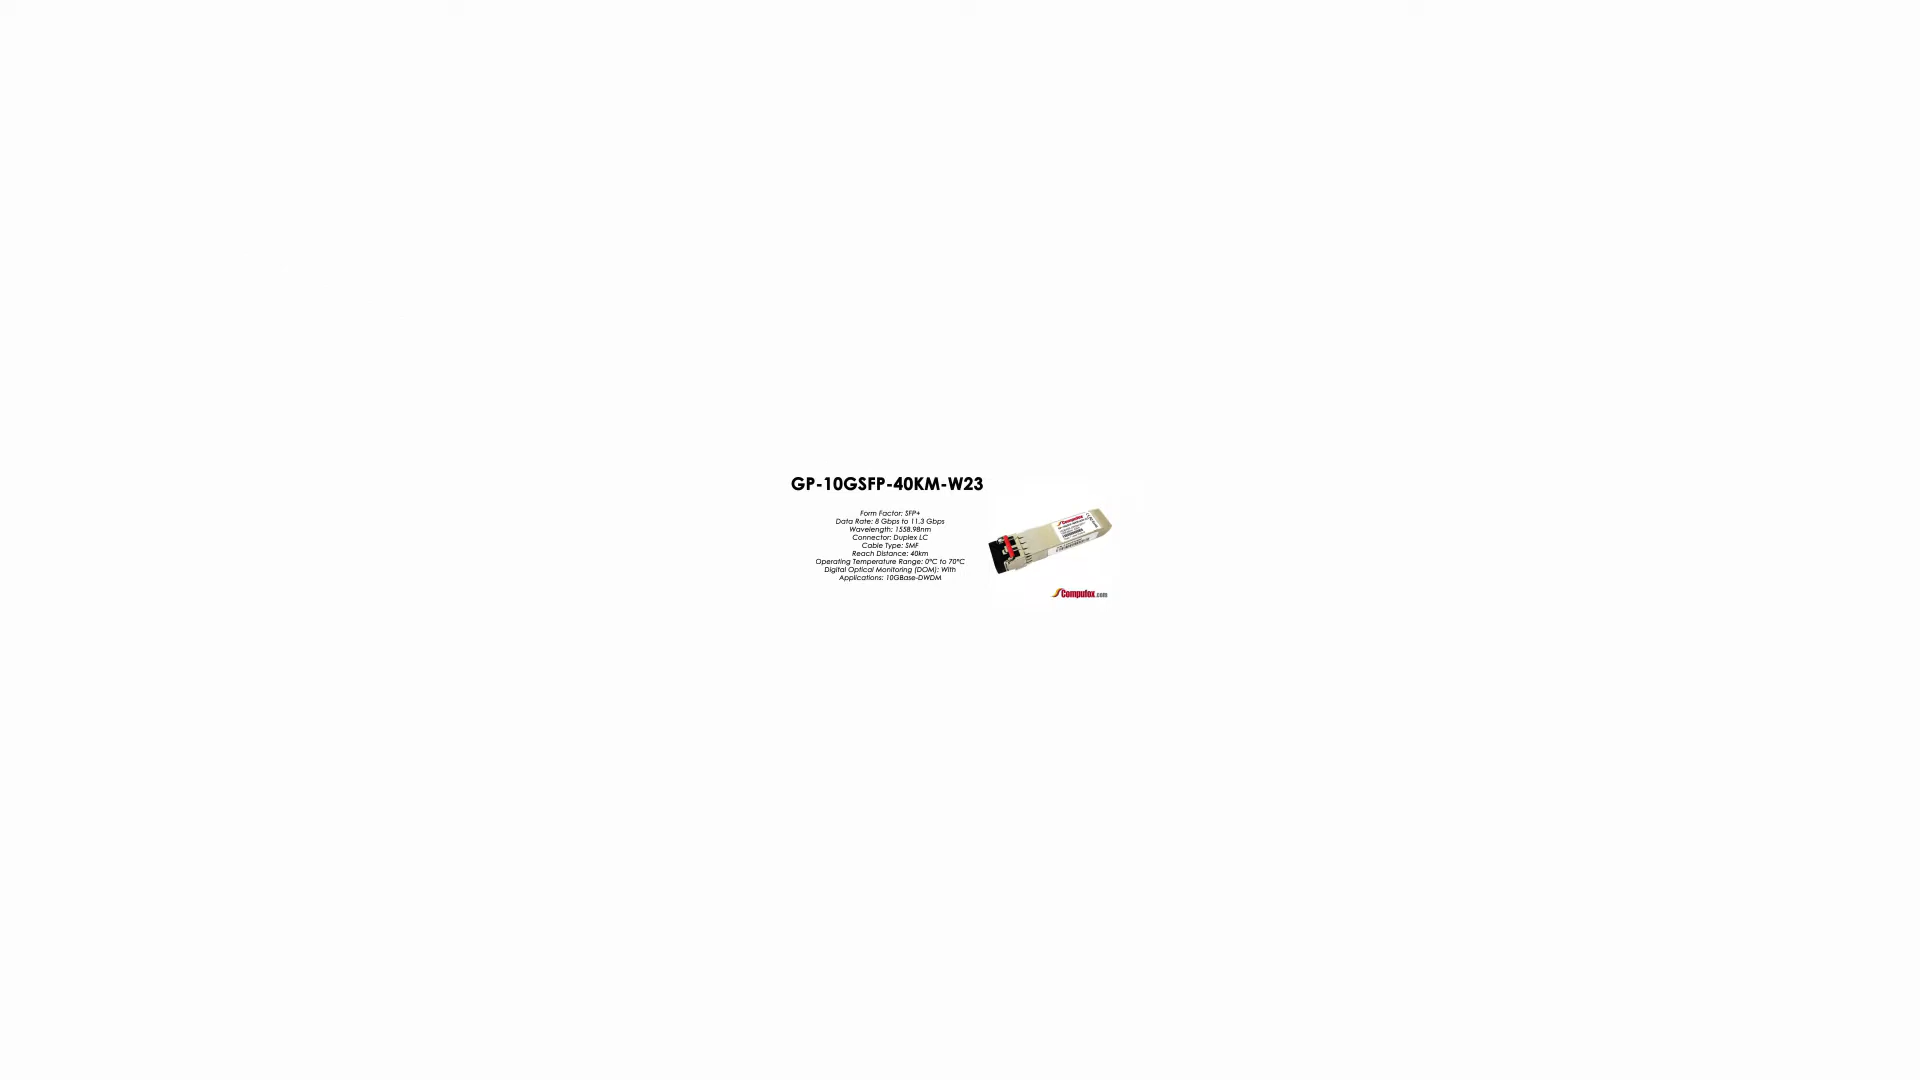 GP-10GSFP-40KM-W23
Form Factor: SFP+
Data Rate: 8 Gbps to 11.3 Gbps
Wavelength: 1558.98nm
Connector: Duplex LC
Cable Type: SMF
Reach Distance: 40km
Operating Temperature Range: 0°C to 70°C
Digital Optical Monitoring (DOM): With
Applications: 10GBase-DWDM
Compufox
Compufox.com